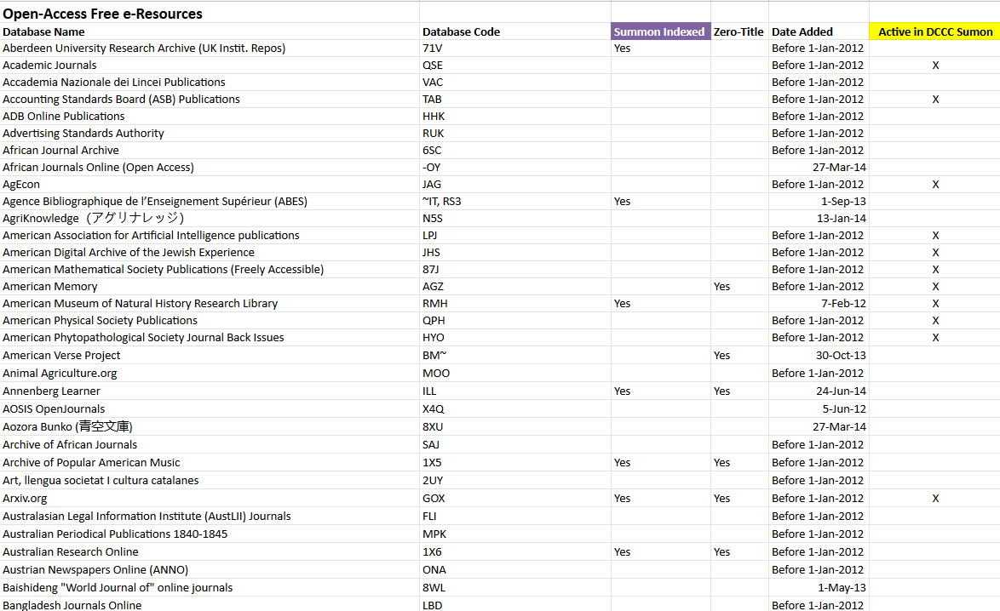 Open-Access Free e-Resources
Database Name Database Code Summon Indexed Zero-Title Date Added Active in DCCC Sumon
Aberdeen University Research Archive (UK Instit. Repos) 71V Yes Before 1-Jan-2012
Academic Journals QSE Before 1-Jan-2012 X
Accademia Nazionale dei Lincei Publications VAC Before 1-Jan-2012
Accounting Standards Board (ASB) Publications TAB Before 1-Jan-2012 X
ADB Online Publications HHK Before 1-Jan-2012
Advertising Standards Authority RUK Before 1-Jan-2012
African Journal Archive 6SC Before 1-Jan-2012
African Journals Online (Open Access) -OY 27-Mar-14
AgEcon JAG Before 1-Jan-2012 X
Agence Bibliographique de l’Enseignement Supérieur (ABES) ~IT, RS3 Yes 1-Sep-13
AgriKnowledge（アグリナレッジ） N5S 13-Jan-14
American Association for Artificial Intelligence publications LPJ Before 1-Jan-2012 X
American Digital Archive of the Jewish Experience JHS Before 1-Jan-2012 X
American Mathematical Society Publications (Freely Accessible) 87J Before 1-Jan-2012 X
American Memory AGZ Yes Before 1-Jan-2012 X
American Museum of Natural History Research Library RMH Yes 7-Feb-12 X
American Physical Society Publications QPH Before 1-Jan-2012 X
American Phytopathological Society Journal Back Issues HYO Before 1-Jan-2012 X
American Verse Project BM~ Yes 30-Oct-13
Animal Agriculture.org MOO Before 1-Jan-2012
Annenberg Learner ILL Yes Yes 24-Jun-14
AOSIS OpenJournals X4Q 5-Jun-12
Aozora Bunko (青空文庫) 8XU 27-Mar-14
Archive of African Journals SAJ Before 1-Jan-2012
Archive of Popular American Music 1X5 Yes Yes Before 1-Jan-2012
Art, llengua societat I cultura catalanes 2UY Before 1-Jan-2012
Arxiv.org GOX Yes Yes Before 1-Jan-2012 X
Australasian Legal Information Institute (AustLII) Journals FLI Before 1-Jan-2012
Australian Periodical Publications 1840-1845 MPK Before 1-Jan-2012
Australian Research Online 1X6 Yes Yes Before 1-Jan-2012
Austrian Newspapers Online (ANNO) ONA Before 1-Jan-2012
Baishideng "World Journal of" online journals 8WL 1-May-13
Bangladesh Journals Online LBD Before 1-Jan-2012